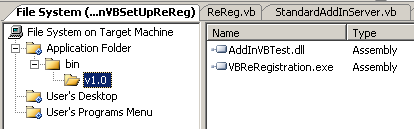 File System (...nVBSetUpReReg) ReReg.vb StandardAddInServer.vb
File System on Target Machine
Application Folder
bin
v1.0
User's Desktop
User's Programs Menu
Name Type
AddInVBTest.dll Assembly
VBReRegistration.exe Assembly